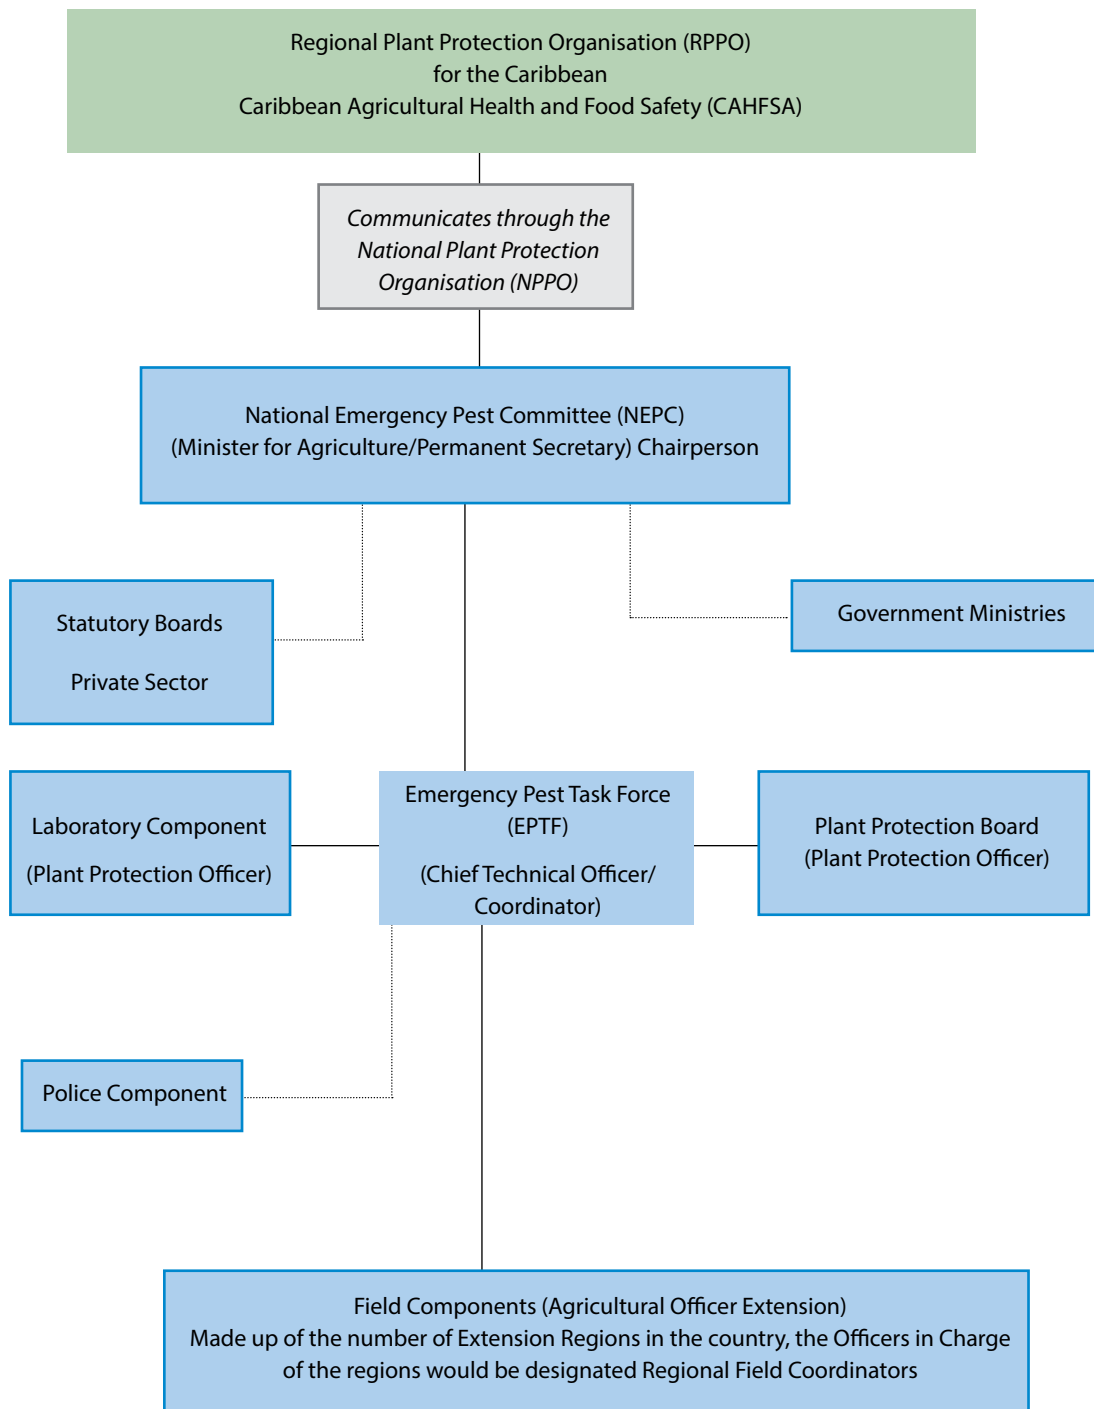 Regional Plant Protection Organisation (RPPO)
for the Caribbean
Caribbean Agricultural Health and Food Safety (CAHFSA)
Communicates through the
National Plant Protection
Organisation (NPPO)
National Emergency Pest Committee (NEPC)
(Minister for Agriculture/Permanent Secretary) Chairperson
Statutory Boards
Private Sector
Government Ministries
Laboratory Component
(Plant Protection Officer)
Emergency Pest Task Force
(EPTF)
(Chief Technical Officer/
Coordinator)
Plant Protection Board
(Plant Protection Officer)
Police Component
Field Components (Agricultural Officer Extension)
Made up of the number of Extension Regions in the country, the Officers in Charge
of the regions would be designated Regional Field Coordinators